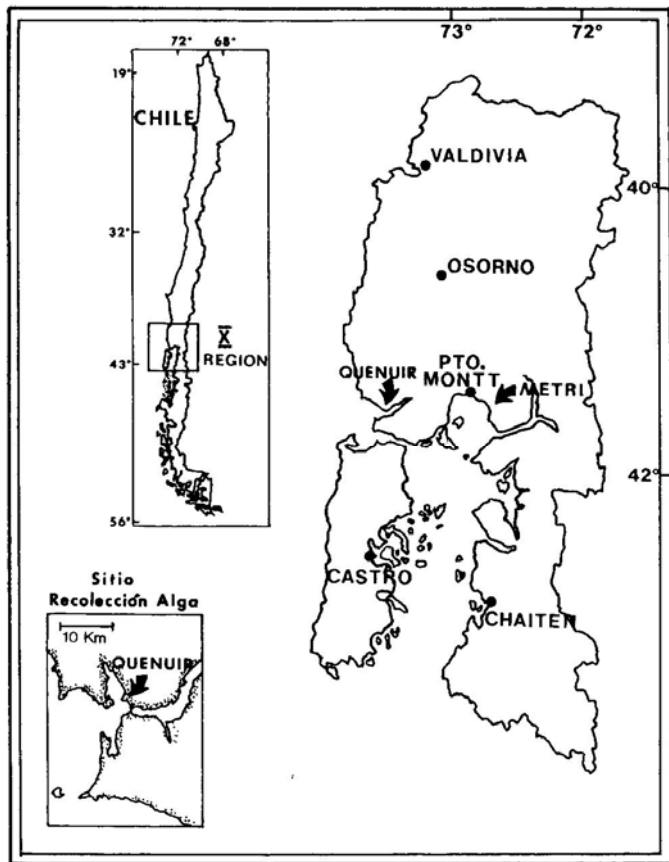 72° 68°
19°
CHILE
32°
X
REGION
43°
56°
Sitio
Recolección Alga
10 Km
QUENUIR
73° 72°
VALDIVIA
40°
OSORNO
PTO.
MONTT
QUENUIR
METRI
42°
CASTRO
CHAITEN